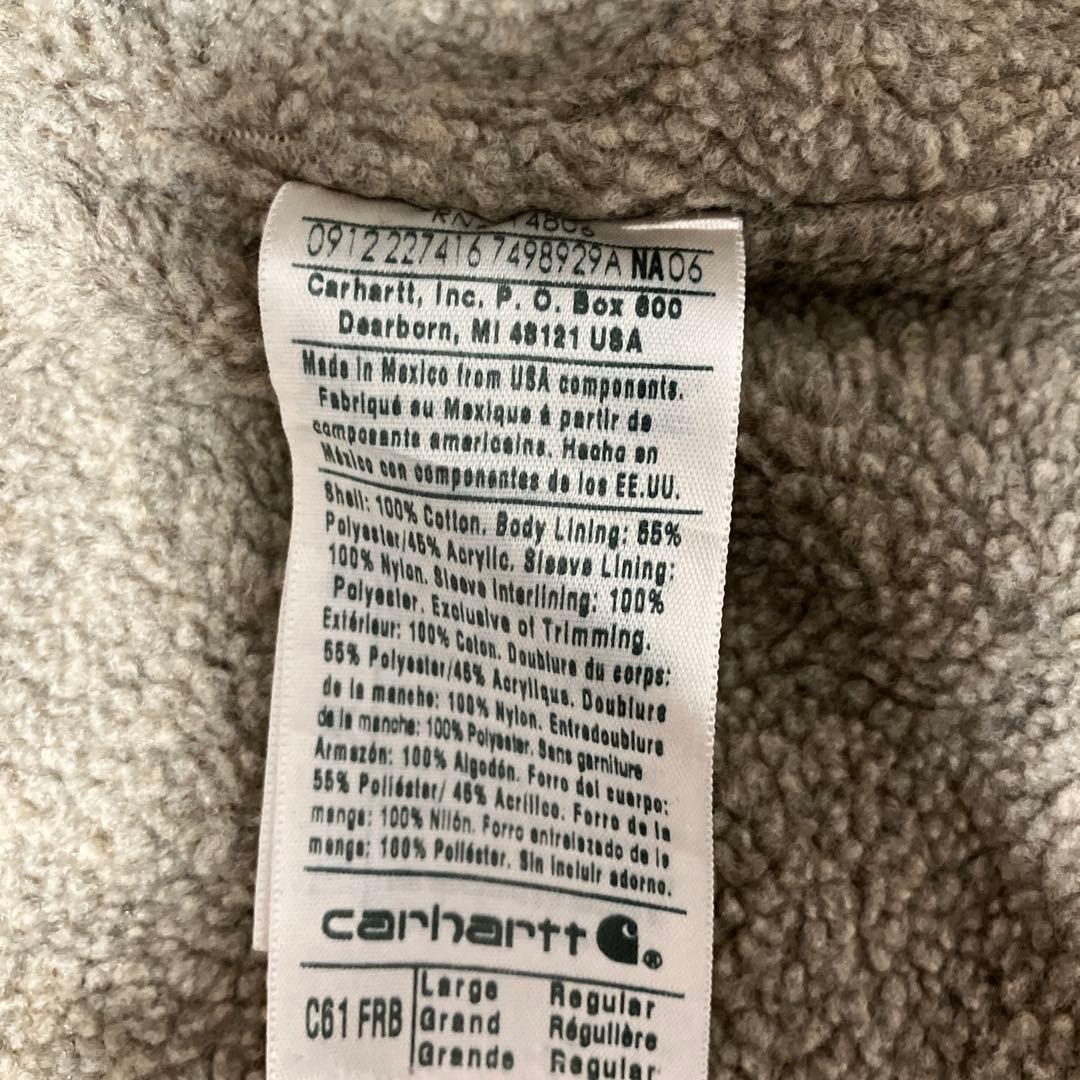 0912 227416 7498929A NA06
Carhartt, Inc. P. O. Box 600
Dearborn, MI 48121 USA
Made in Mexico from USA components.
Fabriqué au Mexique à partir de
composants americains. Hecho en
México con componentes de los EE.UU.
Shell: 100% Cotton. Body Lining: 55%
Polyester/45% Acrylic. Sleeve Lining:
100% Nylon. Sleeve Interlining: 100%
Polyester. Exclusive of Trimming.
Extérieur: 100% Coton. Doublure du corps:
55% Polyester/45% Acrylique. Doublure
de la manche: 100% Nylon. Entredoublure
de la manche: 100% Polyester. Sans garniture
Armazón: 100% Algodón. Forro del cuerpo:
55% Poliéster/ 45% Acrílico. Forro de la
manga: 100% Nilón. Forro entrelazado de la
manga: 100% Poliéster. Sin incluir adorno.
carhartt ®
C61 FRB
Large Regular
Grand Régulière
Grande Regular